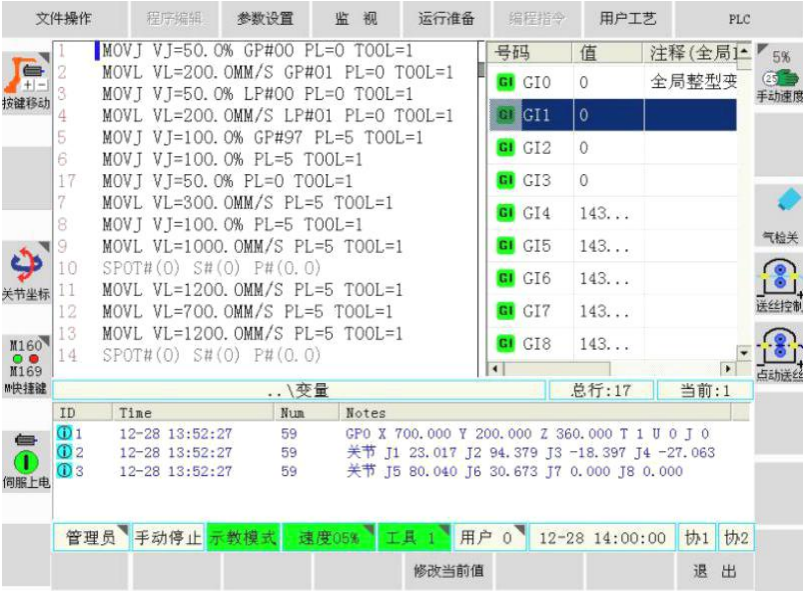 文件操作 程序编辑 参数设置 监 视 运行准备 编程指令 用户工艺 PLC
按键移动
关节坐标
M160
M169
M快捷键
伺服上电
1 MOVJ VJ=50.0% GP#00 PL=0 TOOL=1
2 MOVL VL=200.0MM/S GP#01 PL=0 TOOL=1
3 MOVJ VJ=50.0% LP#00 PL=0 TOOL=1
4 MOVL VL=200.0MM/S LP#01 PL=0 TOOL=1
5 MOVJ VJ=100.0% GP#97 PL=5 TOOL=1
6 MOVJ VJ=100.0% PL=5 TOOL=1
17 MOVJ VJ=50.0% PL=0 TOOL=1
7 MOVL VL=300.0MM/S PL=5 TOOL=1
8 MOVJ VJ=100.0% PL=5 TOOL=1
9 MOVL VL=1000.0MM/S PL=5 TOOL=1
10 SPOT#(0) S#(0) P#(0.0)
11 MOVL VL=1200.0MM/S PL=5 TOOL=1
12 MOVL VL=700.0MM/S PL=5 TOOL=1
13 MOVL VL=1200.0MM/S PL=5 TOOL=1
14 SPOT#(0) S#(0) P#(0.0)
号码 值 注释(全局
GI GI0 0 全局整型变
GI GI1 0
GI GI2 0
GI GI3 0
GI GI4 143...
GI GI5 143...
GI GI6 143...
GI GI7 143...
GI GI8 143...
5%
手动速度
气检关
送丝控制
点动送丝
..\变量 总行:17 当前:1
ID Time Num Notes
1 12-28 13:52:27 59 GP0 X 700.000 Y 200.000 Z 360.000 T 1 U 0 J 0
2 12-28 13:52:27 59 关节 J1 23.017 J2 94.379 J3 -18.397 J4 -27.063
3 12-28 13:52:27 59 关节 J5 80.040 J6 30.673 J7 0.000 J8 0.000
管理员 手动停止 示教模式 速度05% 工具 1 用户 0 12-28 14:00:00 协1 协2
修改当前值 退 出